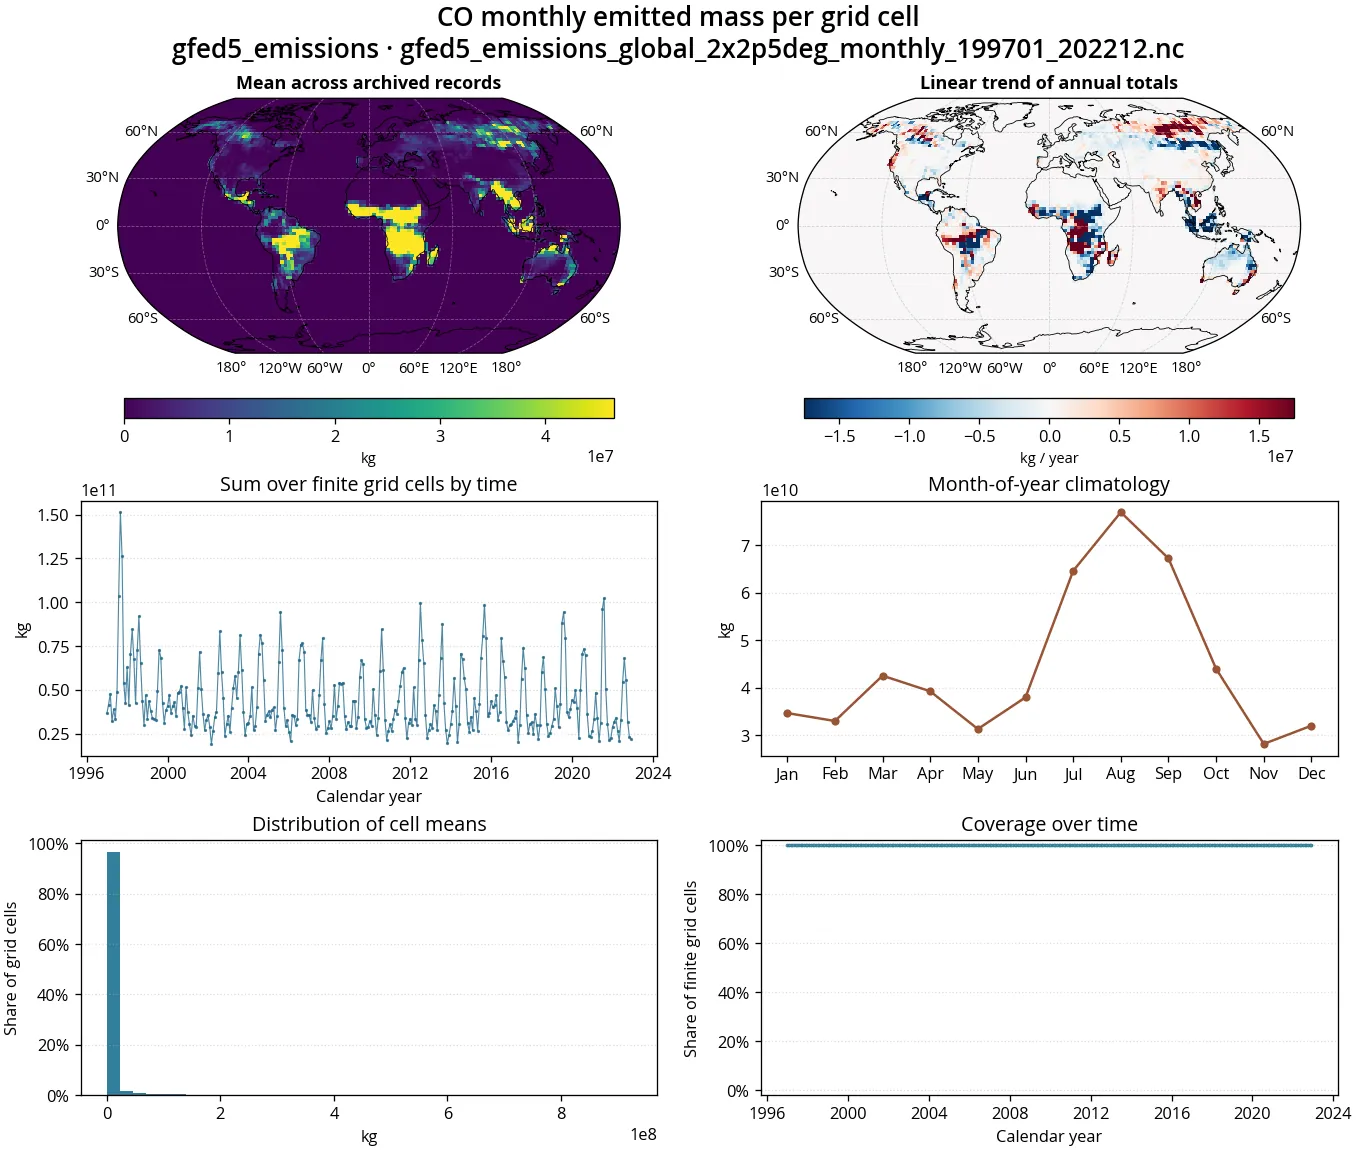 CO monthly emitted mass per grid cell
gfed5_emissions · gfed5_emissions_global_2x2p5deg_monthly_199701_202212.nc
Mean across archived records
60°N
60°N
30°N
0°
30°S
60°S
60°S
180° 120°W 60°W 0° 60°E 120°E 180°
0 1 2 3 4
kg
1e7
Linear trend of annual totals
60°N
60°N
30°N
0°
30°S
60°S
60°S
180° 120°W 60°W 0° 60°E 120°E 180°
−1.5 −1.0 −0.5 0.0 0.5 1.0 1.5
kg / year
1e7
Sum over finite grid cells by time
1e11
1.50
1.25
1.00
0.75
0.50
0.25
kg
1996 2000 2004 2008 2012 2016 2020 2024
Calendar year
Month-of-year climatology
1e10
7
6
5
4
3
kg
Jan Feb Mar Apr May Jun Jul Aug Sep Oct Nov Dec
Distribution of cell means
100%
80%
60%
40%
20%
0%
Share of grid cells
0 2 4 6 8
kg
1e8
Coverage over time
100%
80%
60%
40%
20%
0%
Share of finite grid cells
1996 2000 2004 2008 2012 2016 2020 2024
Calendar year